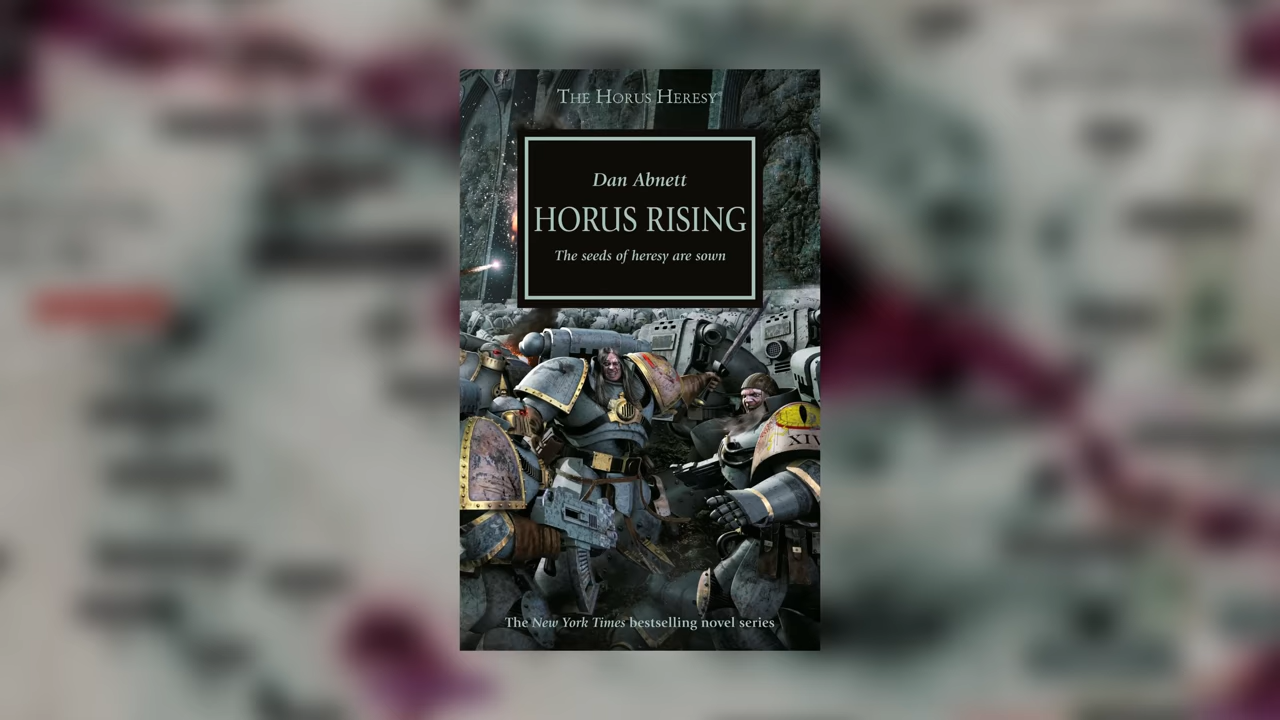 The Horus Heresy
Dan Abnett
HORUS RISING
The seeds of heresy are sown
XIV
The New York Times bestselling novel series